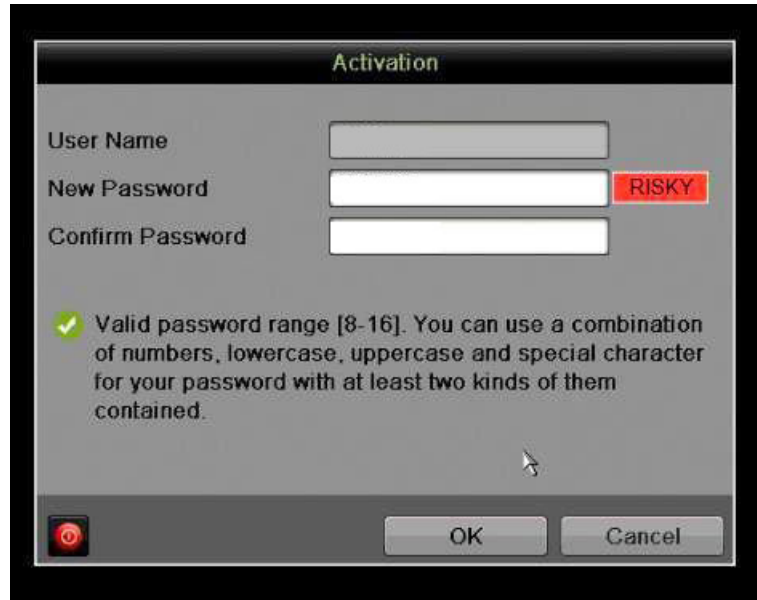 Activation
User Name
New Password
RISKY
Confirm Password
Valid password range [8-16]. You can use a combination
of numbers, lowercase, uppercase and special character
for your password with at least two kinds of them
contained.
OK
Cancel